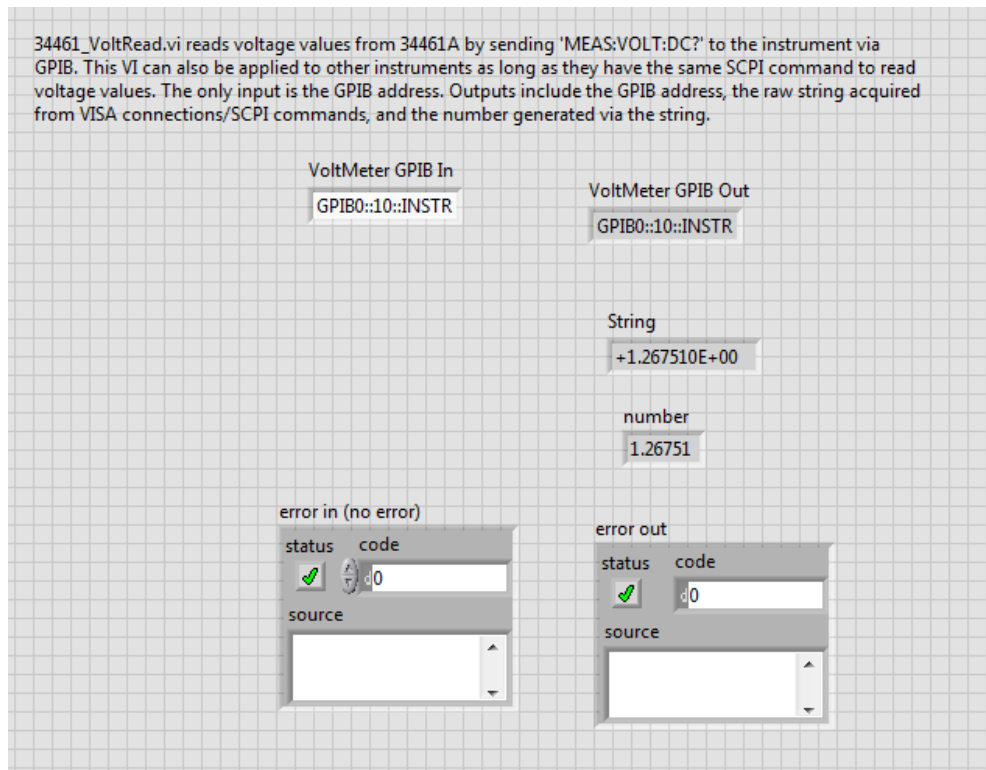 34461_VoltRead.vi reads voltage values from 34461A by sending 'MEAS:VOLT:DC?' to the instrument via
GPIB. This VI can also be applied to other instruments as long as they have the same SCPI command to read
voltage values. The only input is the GPIB address. Outputs include the GPIB address, the raw string acquired
from VISA connections/SCPI commands, and the number generated via the string.
VoltMeter GPIB In
GPIB0::10::INSTR
VoltMeter GPIB Out
GPIB0::10::INSTR
String
+1.267510E+00
number
1.26751
error in (no error)
status code
d0
source
error out
status code
d0
source